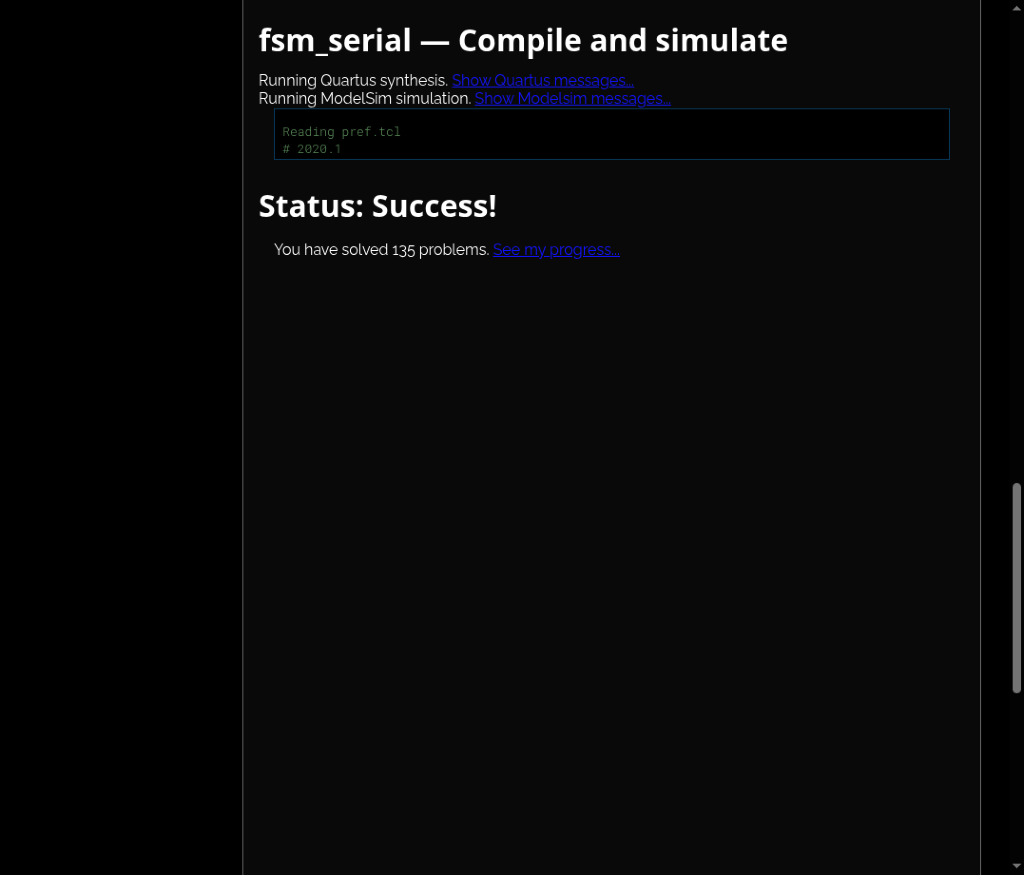 fsm_serial — Compile and simulate
Running Quartus synthesis. Show Quartus messages...
Running ModelSim simulation. Show Modelsim messages...
Reading pref.tcl
# 2020.1
Status: Success!
You have solved 135 problems. See my progress...